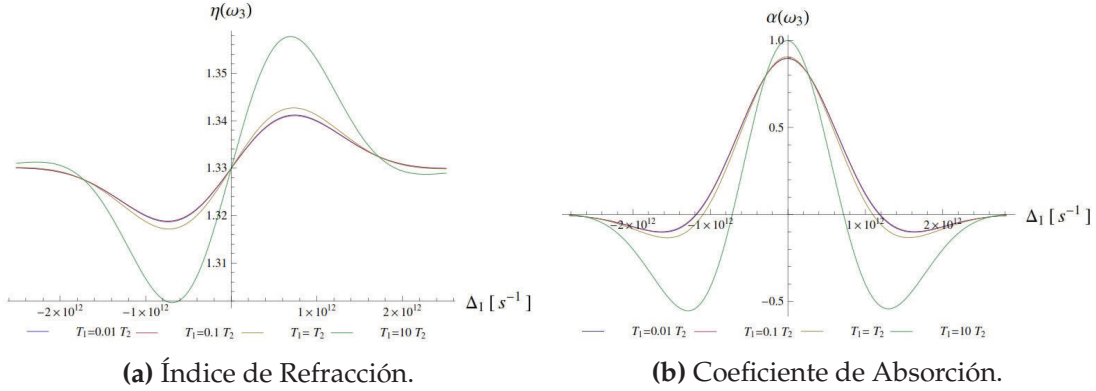 η(ω₃)
1.35
1.34
1.33
1.32
1.31
−2×10¹²
−1×10¹²
1×10¹²
2×10¹²
Δ₁ [ s⁻¹ ]
T₁=0.01 T₂ T₁=0.1 T₂ T₁= T₂ T₁=10 T₂
(a) Índice de Refracción.
α(ω₃)
1.0
0.5
−2×10¹²
−1×10¹²
1×10¹²
2×10¹²
Δ₁ [ s⁻¹ ]
−0.5
T₁=0.01 T₂ T₁=0.1 T₂ T₁= T₂ T₁=10 T₂
(b) Coeficiente de Absorción.